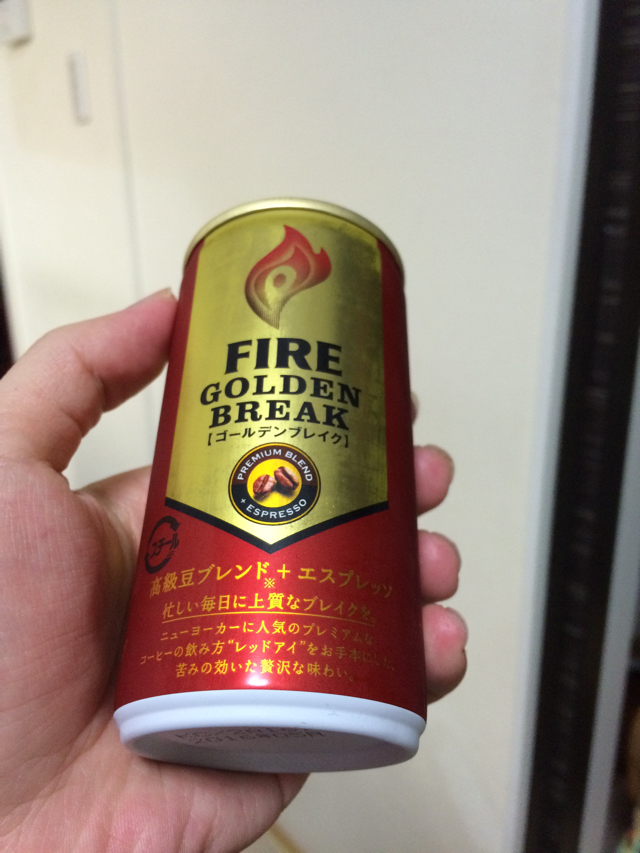 FIRE
GOLDEN
BREAK
【ゴールデンブレイク】
PREMIUM BLEND
+ ESPRESSO
スチール
高級豆ブレンド+エスプレッソ
※
忙しい毎日に上質なブレイクを。
ニューヨーカーに人気のプレミアムな
コーヒーの飲み方“レッドアイ”をお手本にした、
苦みの効いた贅沢な味わい。